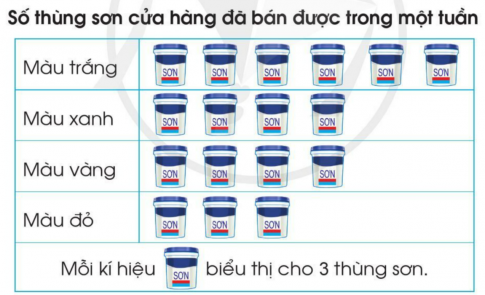 Số thùng sơn cửa hàng đã bán được trong một tuần
Màu trắng SƠN SƠN SƠN SƠN SƠN SƠN
Màu xanh SƠN SƠN SƠN SƠN
Màu vàng SƠN SƠN SƠN SƠN
Màu đỏ SƠN SƠN SƠN
Mỗi kí hiệu SƠN biểu thị cho 3 thùng sơn.